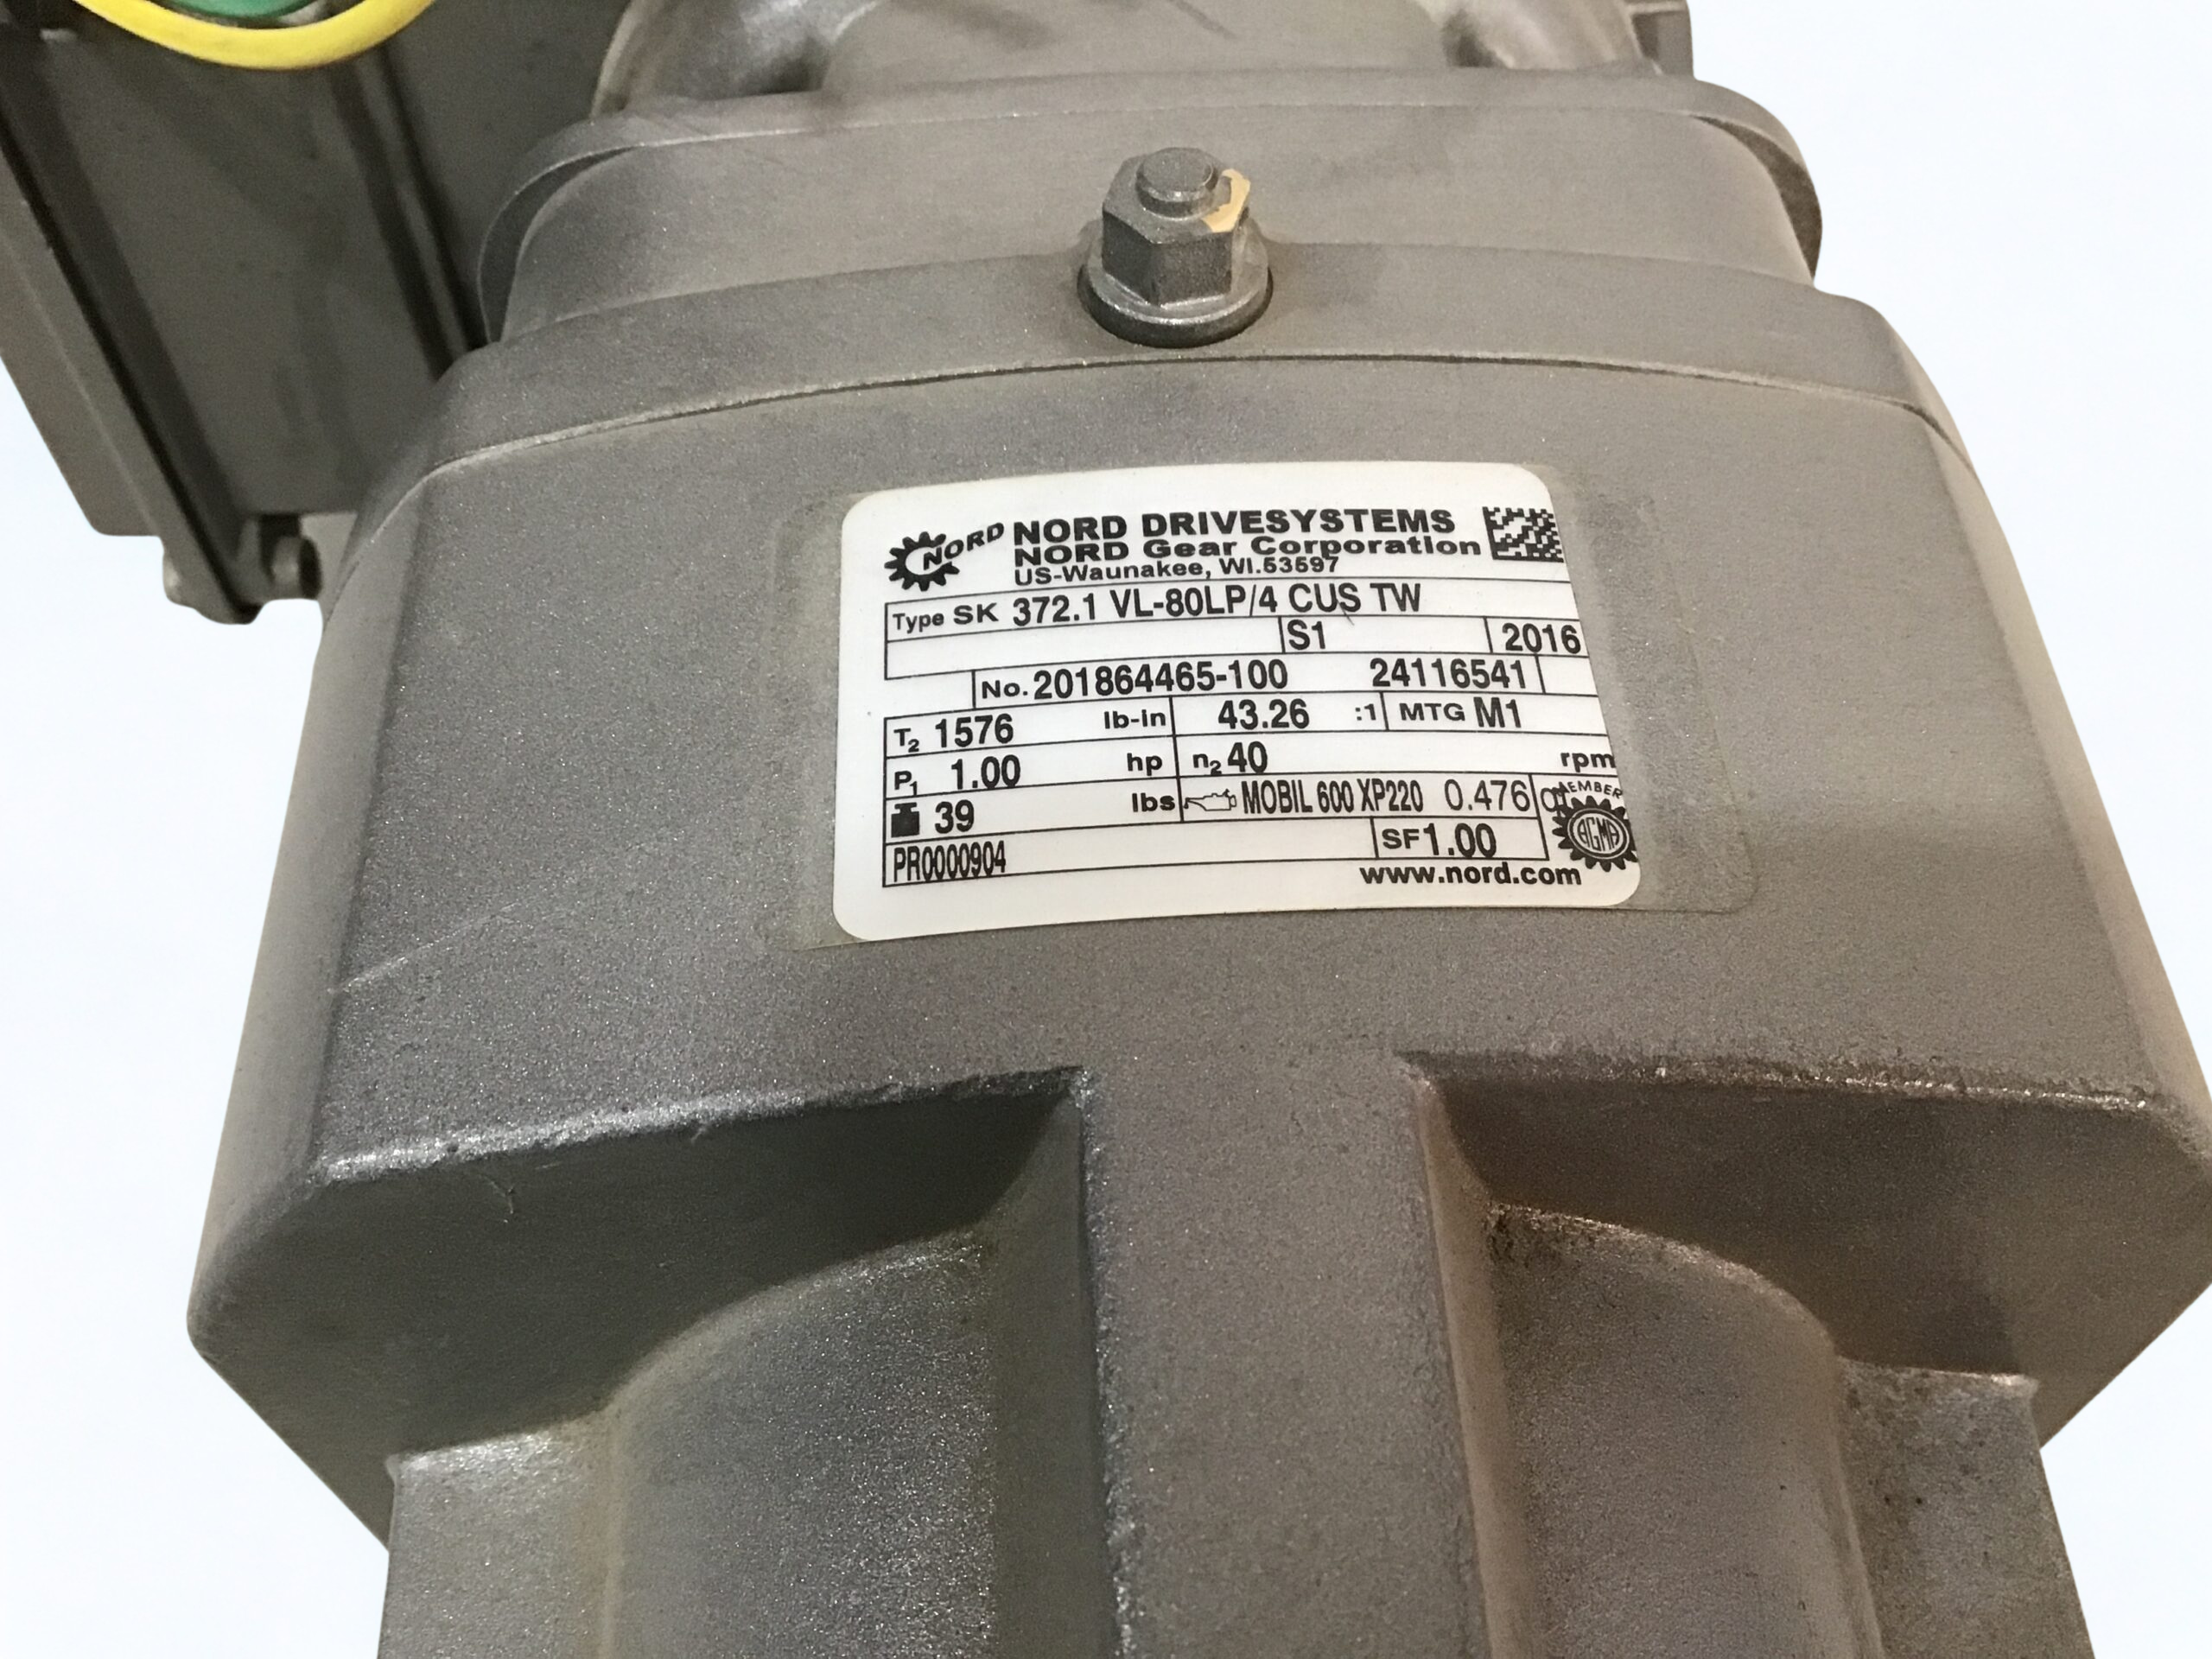 NORD NORD DRIVESYSTEMS
NORD Gear Corporation
US-Waunakee, WI.53597
Type SK 372.1 VL-80LP/4 CUS TW
S1 2016
No. 201864465-100 24116541
T2 1576 lb-in 43.26 :1 MTG M1
P1 1.00 hp n2 40 rpm
39 lbs MOBIL 600 XP220 0.476
MEMBER
AGMA
PR0000904 SF 1.00
www.nord.com